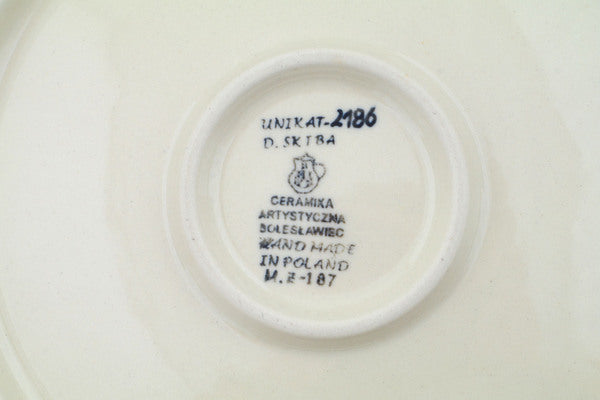 UNIKAT-2186
D. SKIBA
CERAMIKA
ARTYSTYCZNA
BOLESŁAWIEC
HAND MADE
IN POLAND
M.Z-187